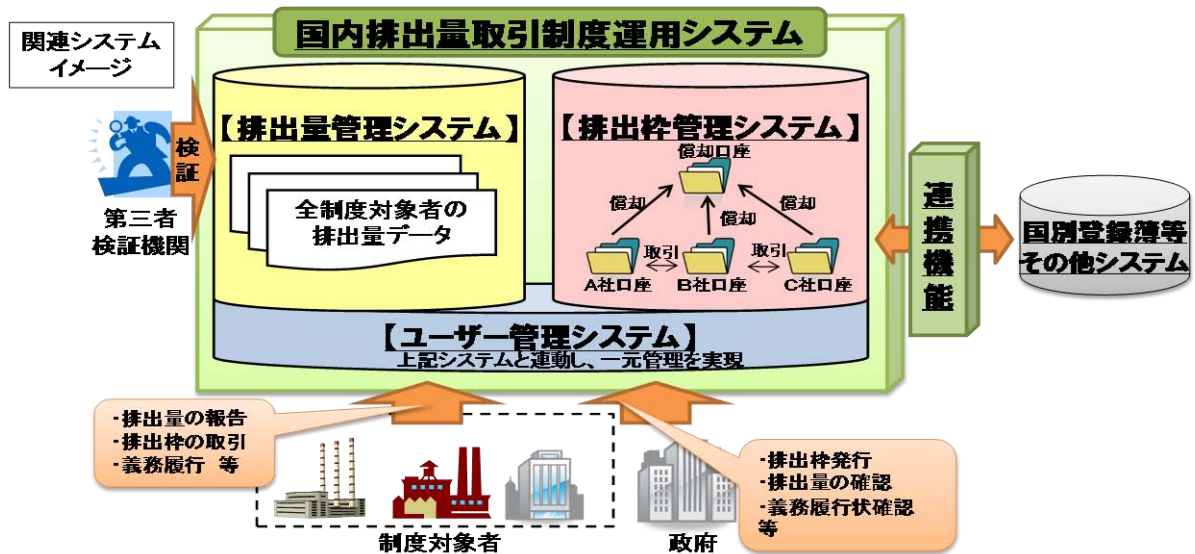 関連システム
イメージ
国内排出量取引制度運用システム
【排出量管理システム】
全制度対象者の
排出量データ
【排出枠管理システム】
償却口座
償却
償却
償却
取引
取引
A社口座
B社口座
C社口座
検証
第三者
検証機関
連携機能
国別登録簿等
その他システム
【ユーザー管理システム】
上記システムと連動し、一元管理を実現
・排出量の報告
・排出枠の取引
・義務履行 等
・排出枠発行
・排出量の確認
・義務履行状確認
等
制度対象者
政府